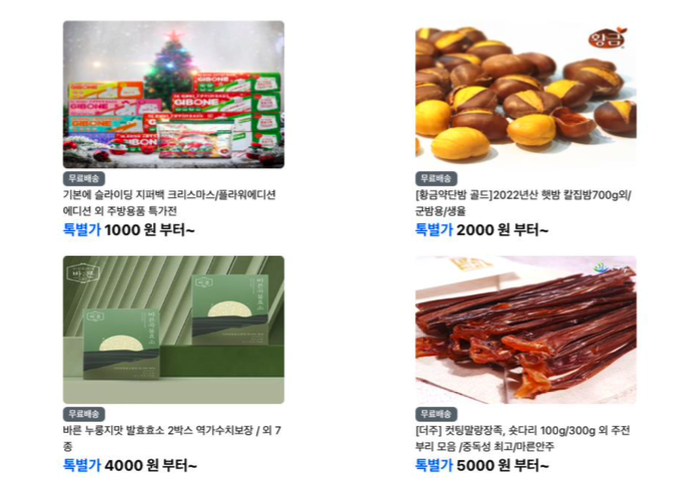 GIBONE
GIBONE
GIBONE
황금
무료배송
기본에 슬라이딩 지퍼백 크리스마스/플라워에디션
에디션 외 주방용품 특가전
톡별가 1000 원 부터~
무료배송
[황금약단밤 골드]2022년산 햇밤 칼집밤700g외/
군밤용/생율
톡별가 2000 원 부터~
무료배송
바른 누룽지맛 발효효소 2박스 역가수치보장 / 외 7
종
톡별가 4000 원 부터~
무료배송
[더주] 컷팅말랑장족, 숏다리 100g/300g 외 주전
부리 모음 /중독성 최고/마른안주
톡별가 5000 원 부터~